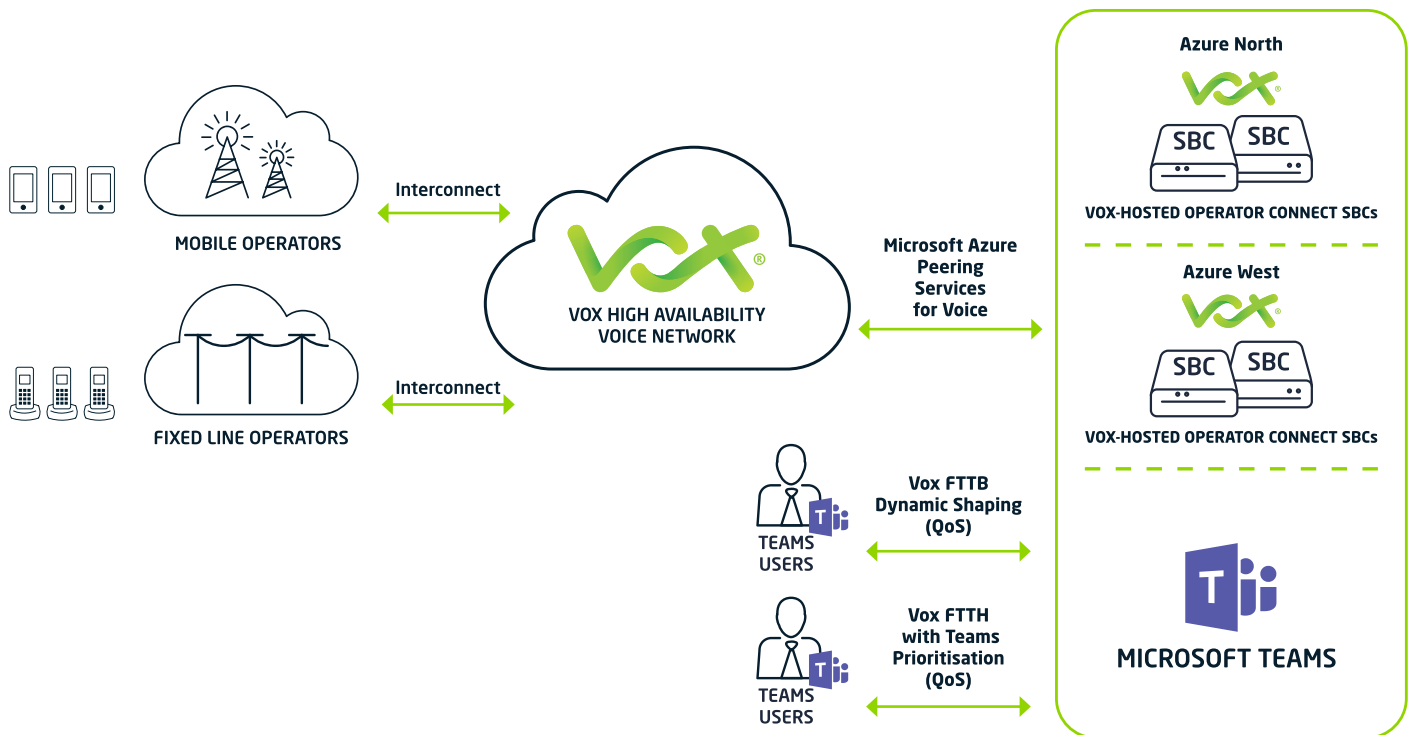 MOBILE OPERATORS
Interconnect
FIXED LINE OPERATORS
Interconnect
vox®
VOX HIGH AVAILABILITY
VOICE NETWORK
Microsoft Azure
Peering
Services
for Voice
Azure North
vox®
SBC
SBC
VOX-HOSTED OPERATOR CONNECT SBCs
Azure West
vox®
SBC
SBC
VOX-HOSTED OPERATOR CONNECT SBCs
T
TEAMS
USERS
Vox FTTB
Dynamic Shaping
(QoS)
T
TEAMS
USERS
Vox FTTH
with Teams
Prioritisation
(QoS)
T
MICROSOFT TEAMS